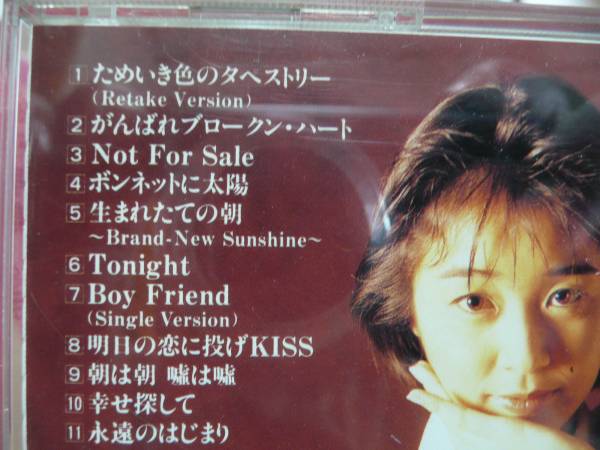 1 ためいき色のタペストリー
(Retake Version)
2 がんばれブロークン・ハート
3 Not For Sale
4 ボンネットに太陽
5 生まれたての朝
~Brand-New Sunshine~
6 Tonight
7 Boy Friend
(Single Version)
8 明日の恋に投げKISS
9 朝は朝 嘘は嘘
10 幸せ探して
11 永遠のはじまり